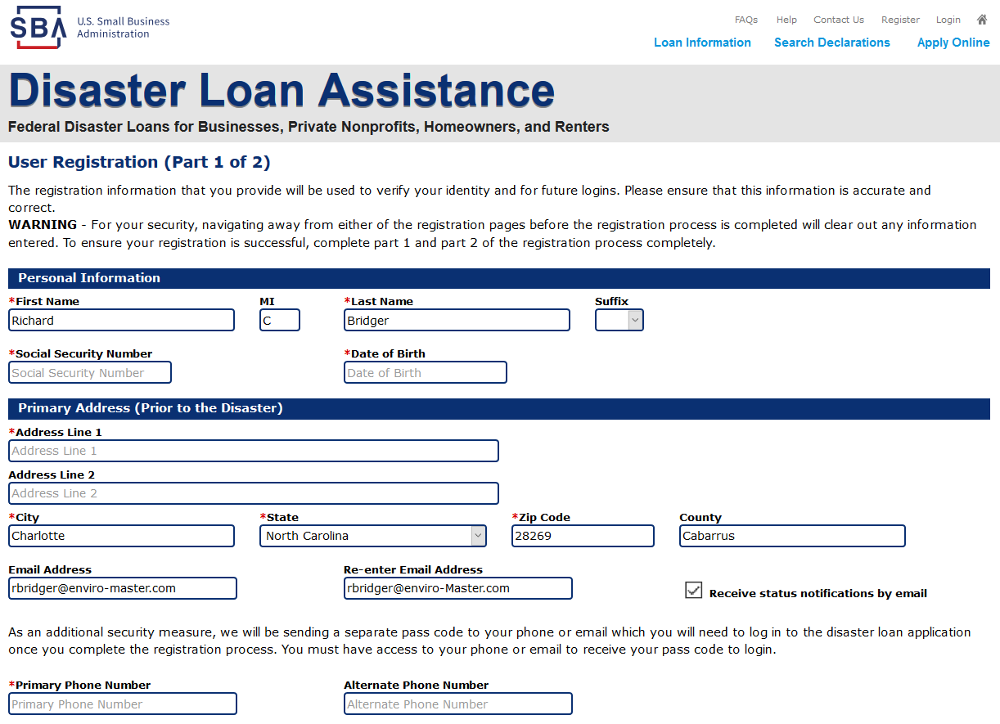 SBA U.S. Small Business Administration
FAQs Help Contact Us Register Login
Loan Information Search Declarations Apply Online
Disaster Loan Assistance
Federal Disaster Loans for Businesses, Private Nonprofits, Homeowners, and Renters
User Registration (Part 1 of 2)
The registration information that you provide will be used to verify your identity and for future logins. Please ensure that this information is accurate and
correct.
WARNING - For your security, navigating away from either of the registration pages before the registration process is completed will clear out any information
entered. To ensure your registration is successful, complete part 1 and part 2 of the registration process completely.
Personal Information
*First Name MI *Last Name Suffix
Richard C Bridger
*Social Security Number *Date of Birth
Social Security Number Date of Birth
Primary Address (Prior to the Disaster)
*Address Line 1
Address Line 1
Address Line 2
Address Line 2
*City *State *Zip Code County
Charlotte North Carolina 28269 Cabarrus
Email Address Re-enter Email Address
rbridger@enviro-master.com rbridger@enviro-Master.com Receive status notifications by email
As an additional security measure, we will be sending a separate pass code to your phone or email which you will need to log in to the disaster loan application
once you complete the registration process. You must have access to your phone or email to receive your pass code to login.
*Primary Phone Number Alternate Phone Number
Primary Phone Number Alternate Phone Number